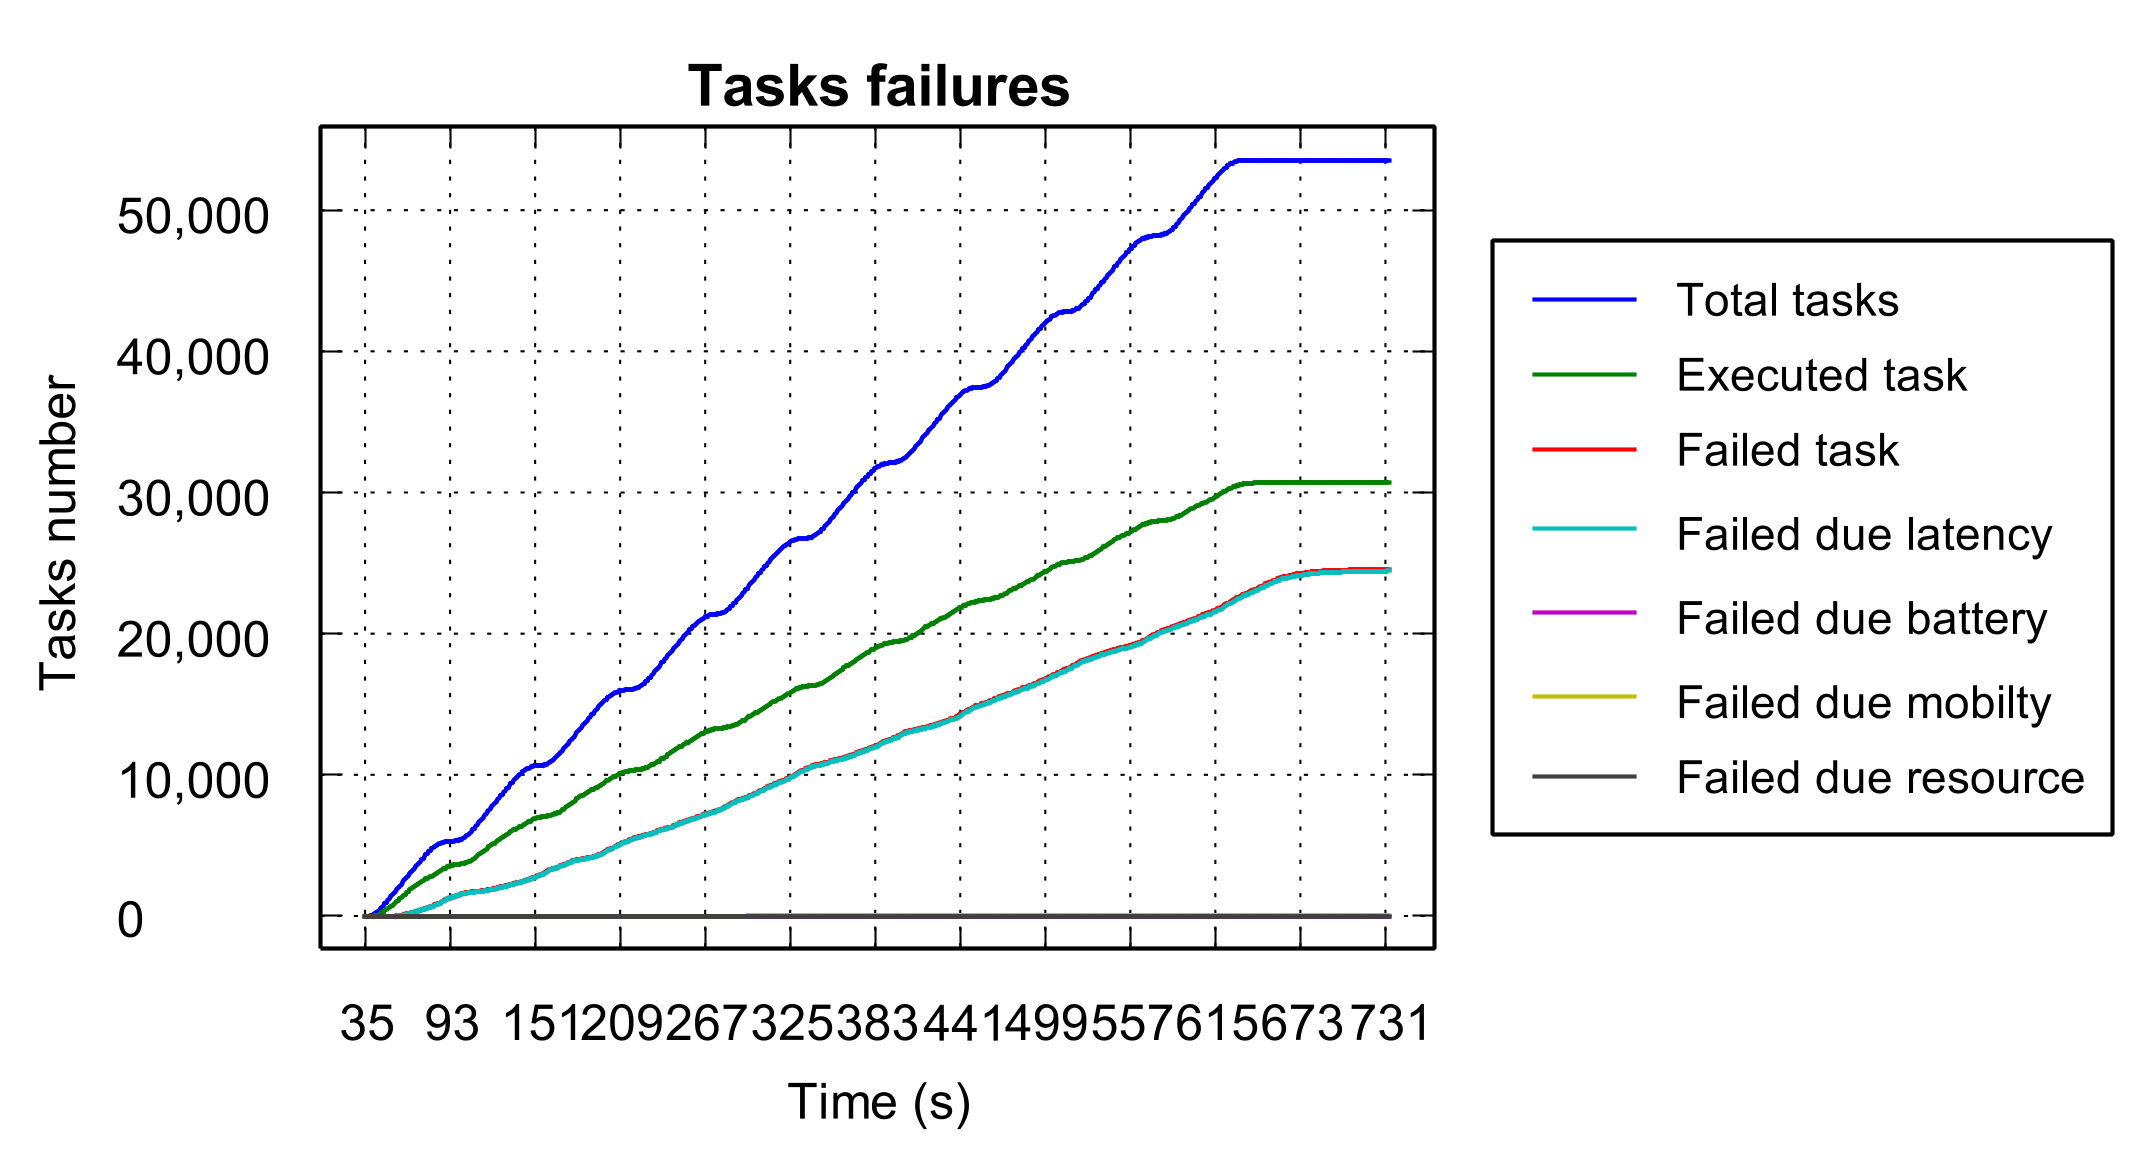 Tasks failures
50,000
40,000
30,000
20,000
10,000
0
Tasks number
35 93 151 209 267 325 383 441 499 557 615 673 731
Time (s)
Total tasks
Executed task
Failed task
Failed due latency
Failed due battery
Failed due mobilty
Failed due resource